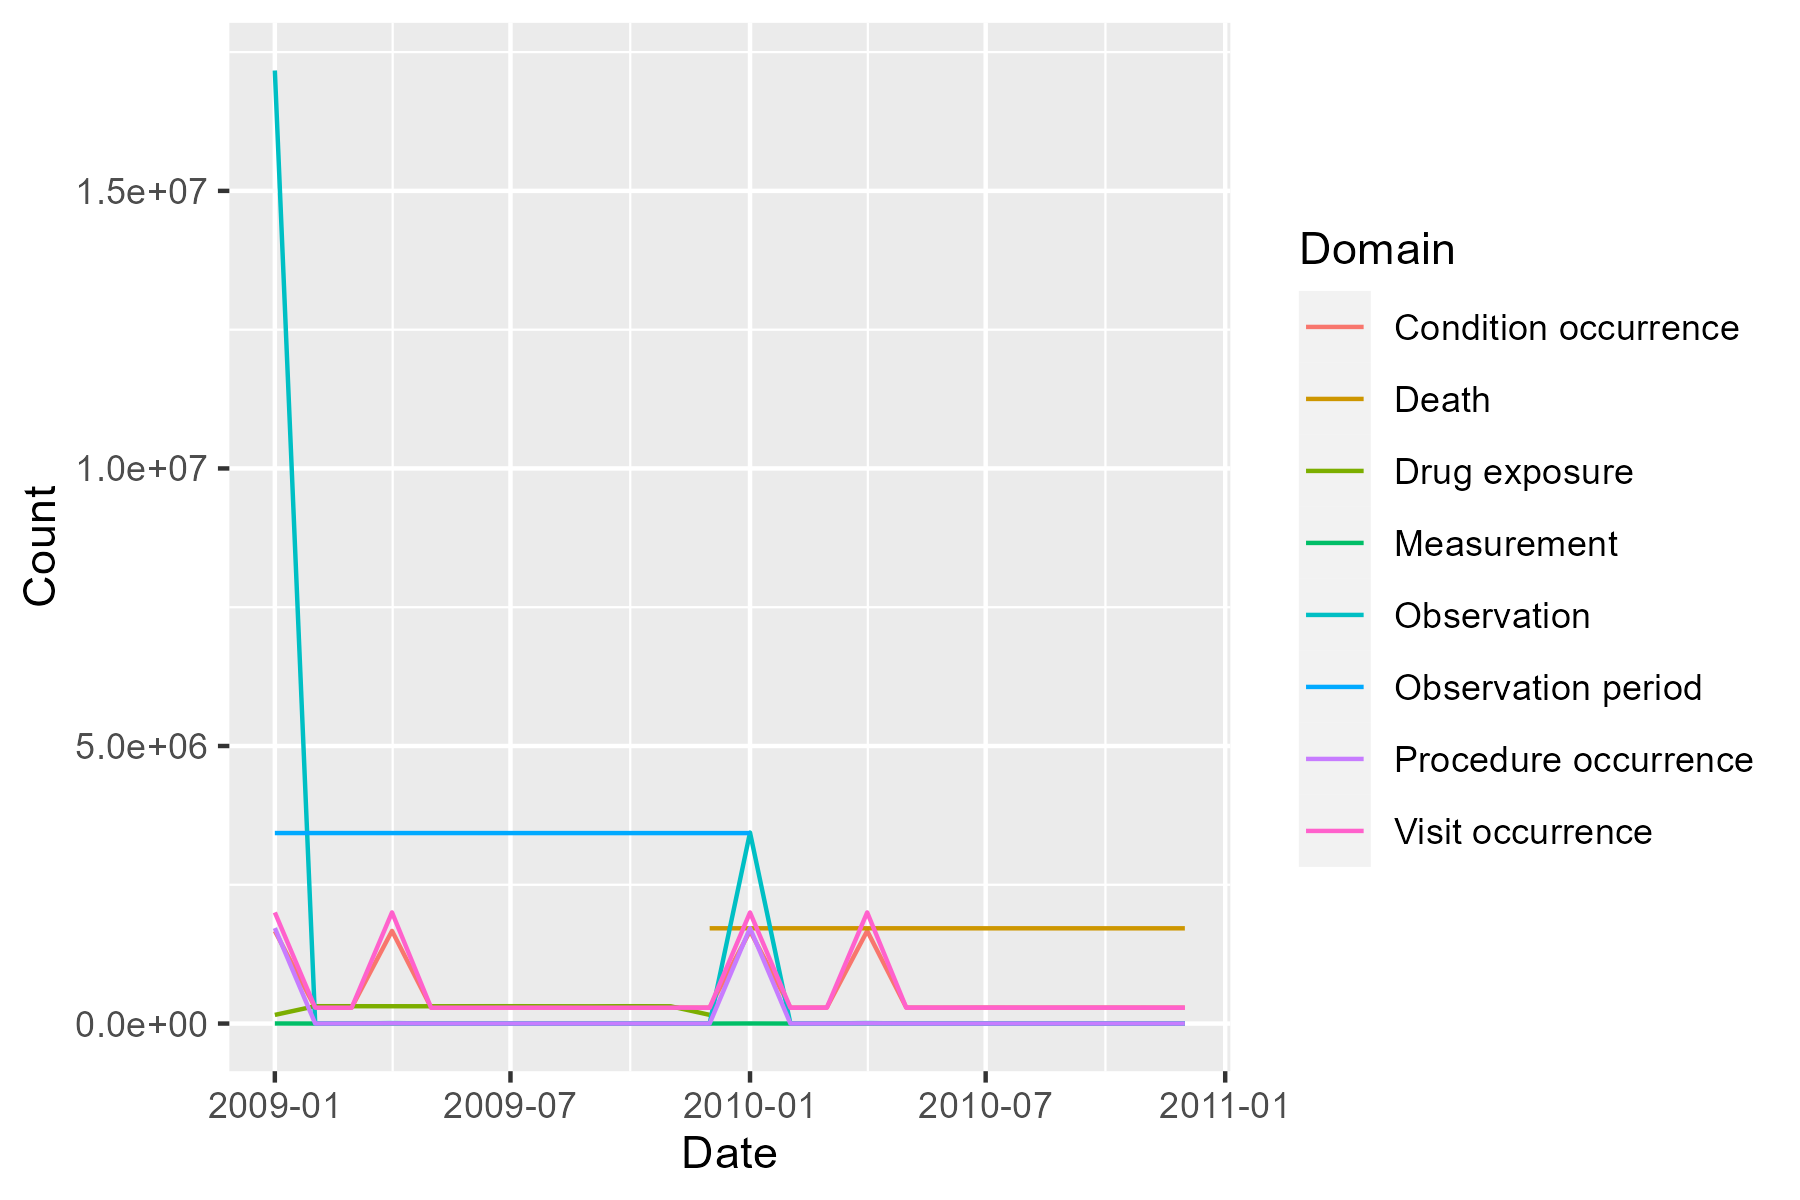 1.5e+07
1.0e+07
5.0e+06
0.0e+00
Count
2009-01 2009-07 2010-01 2010-07 2011-01
Date
Domain
Condition occurrence
Death
Drug exposure
Measurement
Observation
Observation period
Procedure occurrence
Visit occurrence